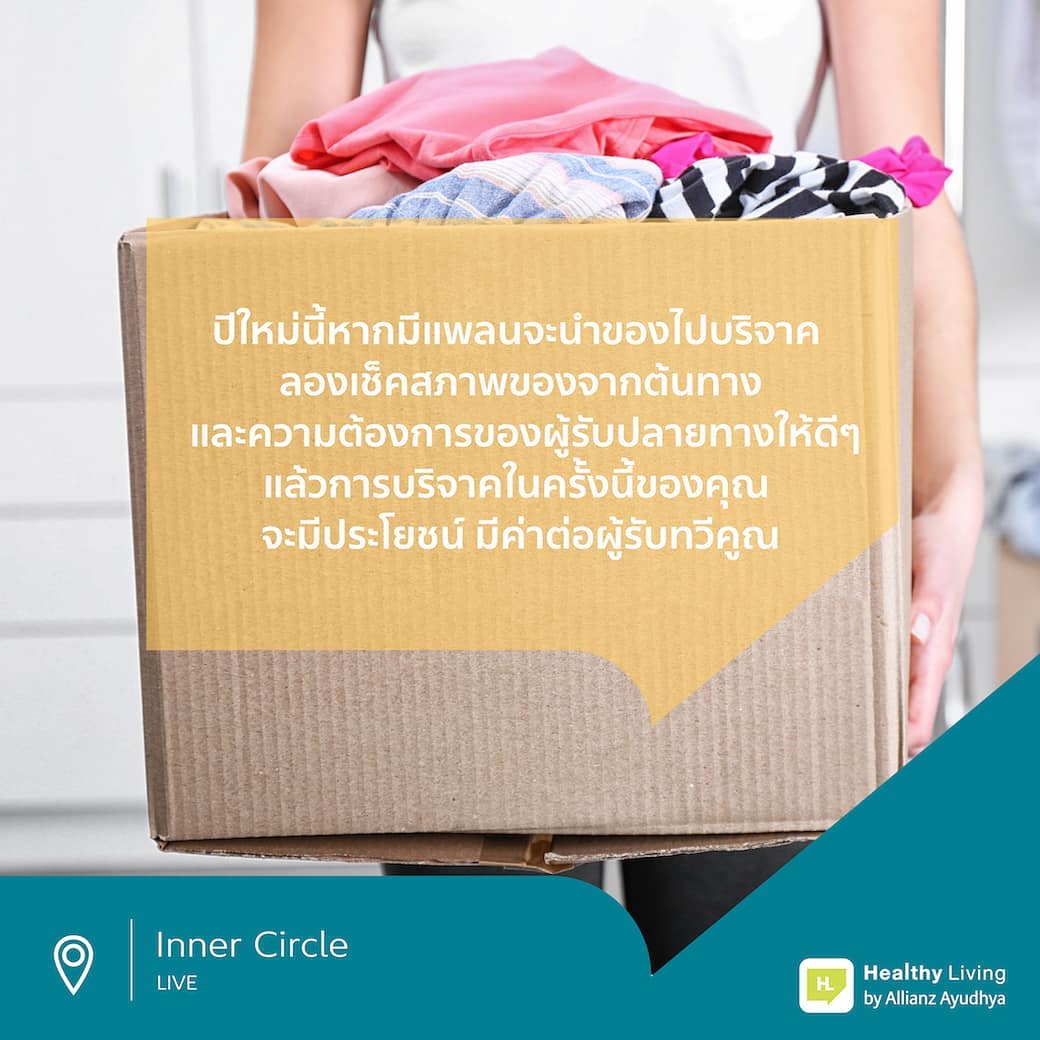 ปีใหม่นี้หากมีแพลนจะนำของไปบริจาค
ลองเช็คสภาพของจากต้นทาง
และความต้องการของผู้รับปลายทางให้ดีๆ
แล้วการบริจาคในครั้งนี้ของคุณ
จะมีประโยชน์ มีค่าต่อผู้รับทวีคูณ
Inner Circle
LIVE
HL
Healthy Living
by Allianz Ayudhya